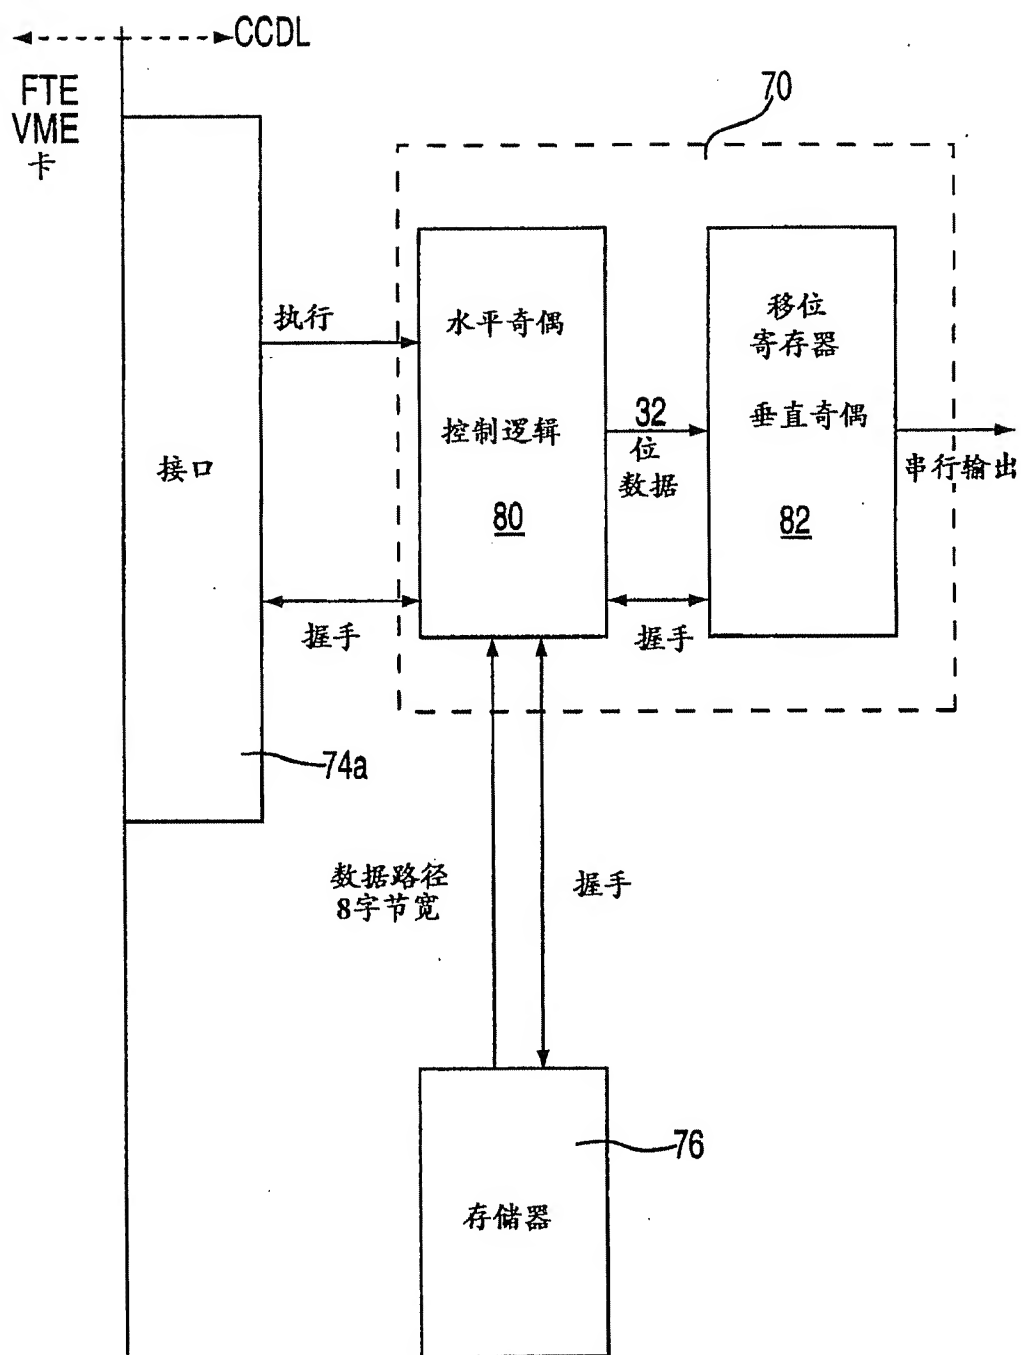 CCDL
FTE
VME
卡
70
执行
水平奇偶
控制逻辑
80
32
位
数据
移位
寄存器
垂直奇偶
82
串行输出
接口
握手
握手
74a
数据路径
8字节宽
握手
76
存储器